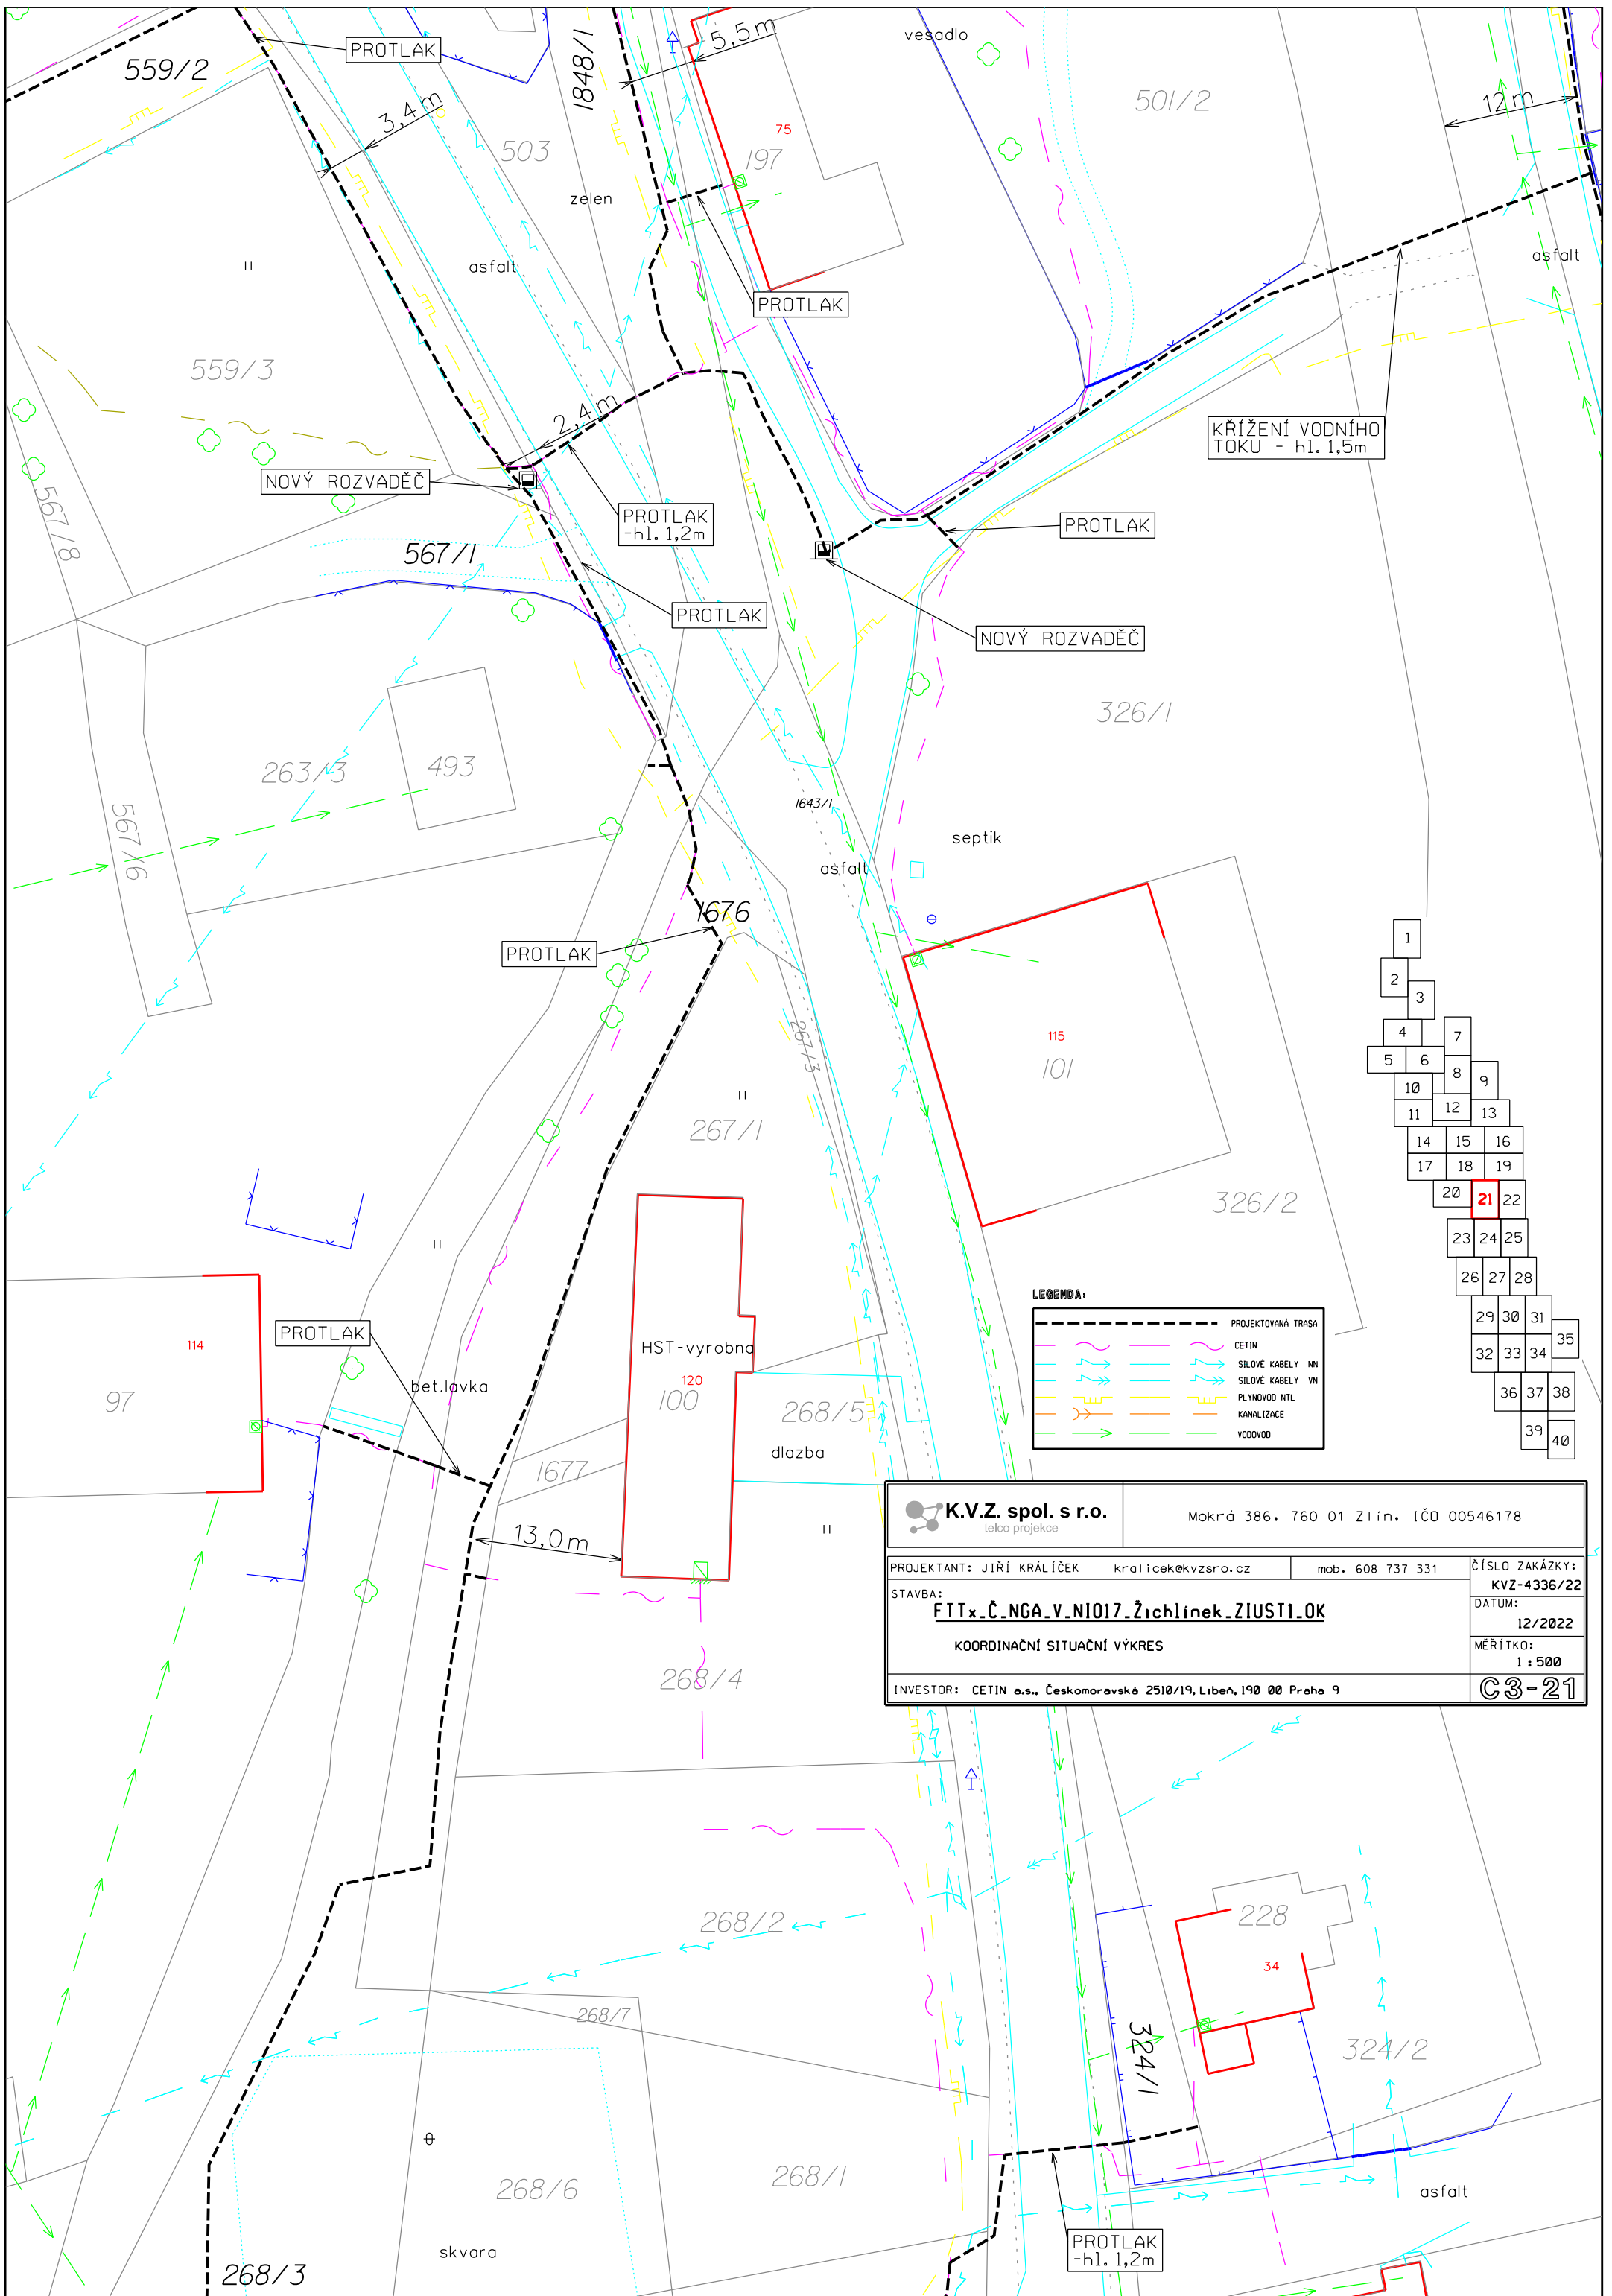 PROTLAK
559/2
3,4 m
1848/1
5,5 m
vesadlo
501/2
12 m
503
75
197
zelen
asfalt
asfalt
PROTLAK
559/3
2,4 m
NOVÝ ROZVADĚČ
PROTLAK
-hl. 1,2m
KŘÍŽENÍ VODNÍHO
TOKU - hl. 1,5m
PROTLAK
567/8
567/1
PROTLAK
NOVÝ ROZVADĚČ
326/1
263/3
493
567/6
1643/1
septik
asfalt
1676
PROTLAK
1
2
3
4
7
5
6
8
9
10
11
12
13
14
15
16
17
18
19
20
21
22
23
24
25
26
27
28
29
30
31
32
33
34
35
36
37
38
39
40
115
101
267/3
267/1
326/2
LEGENDA:
PROJEKTOVANÁ TRASA
CETIN
SILOVÉ KABELY NN
SILOVÉ KABELY VN
PLYNOVOD NTL
KANALIZACE
VODOVOD
114
97
PROTLAK
bet.lavka
HST-vyrobna
120
100
268/5
dlazba
1677
13,0 m
K.V.Z. spol. s r.o.
telco projekce
Mokrá 386, 760 01 Zlín, IČO 00546178
PROJEKTANT: JIŘÍ KRÁLÍČEK kralicek@kvzsro.cz mob. 608 737 331
ČÍSLO ZAKÁZKY:
KVZ-4336/22
STAVBA:
FTTx_Č_NGA_V_NIO17_Žichlínek_ZIUST1_OK
DATUM:
12/2022
KOORDINAČNÍ SITUAČNÍ VÝKRES
MĚŘÍTKO:
1 : 500
INVESTOR: CETIN a.s., Českomoravská 2510/19, Libeň, 190 00 Praha 9
C3-21
268/4
268/2
228
34
268/7
324/1
324/2
268/6
268/1
asfalt
skvara
PROTLAK
-hl. 1,2m
268/3